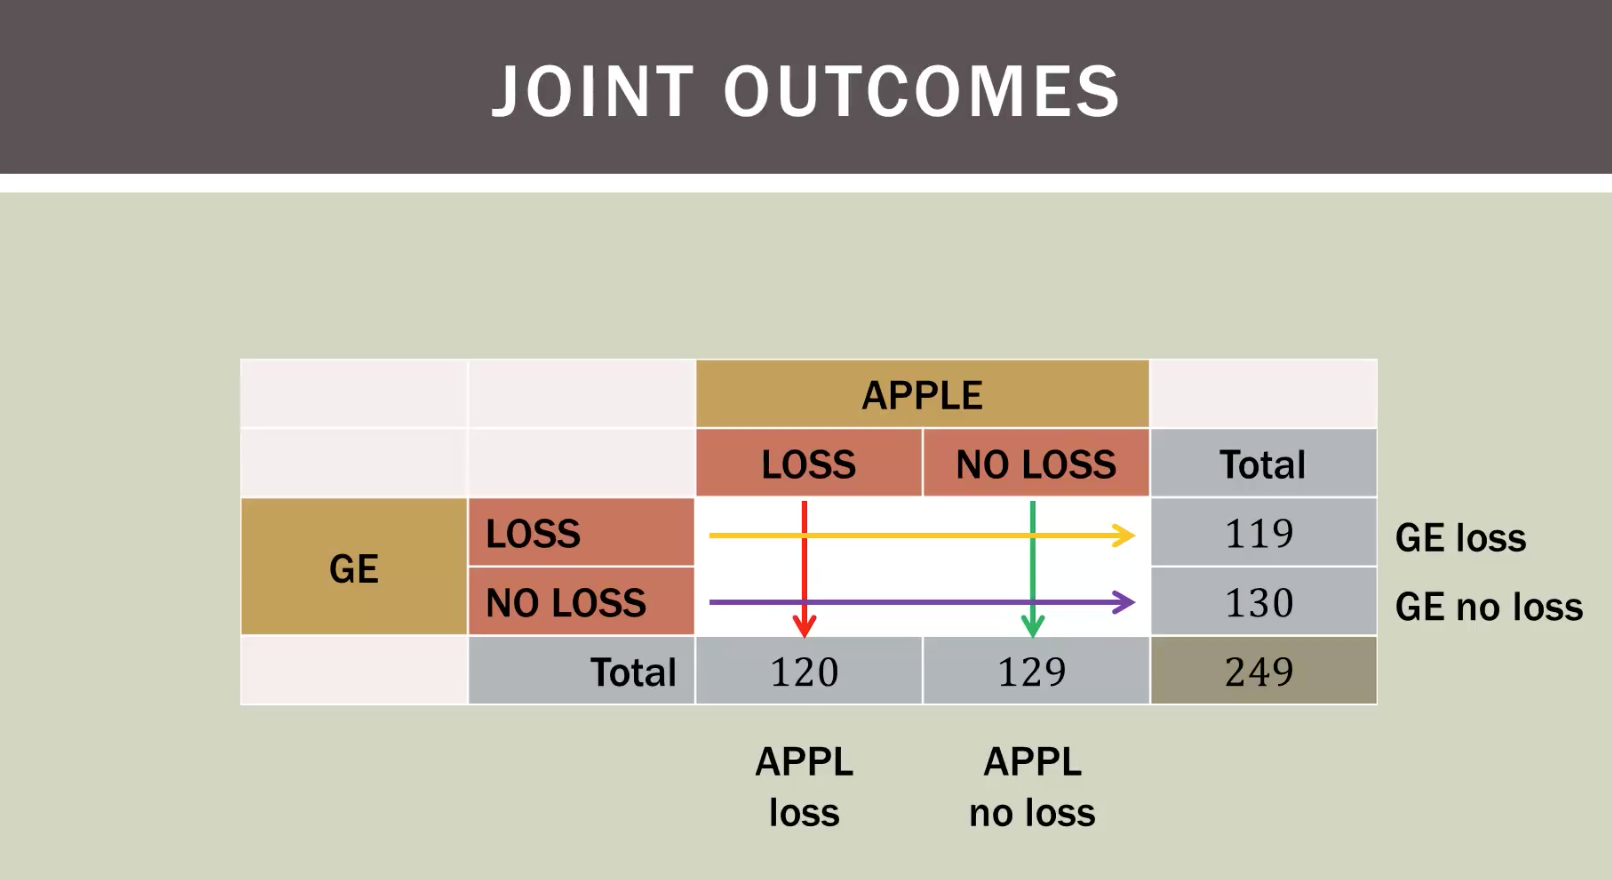 JOINT OUTCOMES
APPLE
LOSS NO LOSS Total
GE
LOSS 119 GE loss
NO LOSS 130 GE no loss
Total 120 129 249
APPL APPL
loss no loss